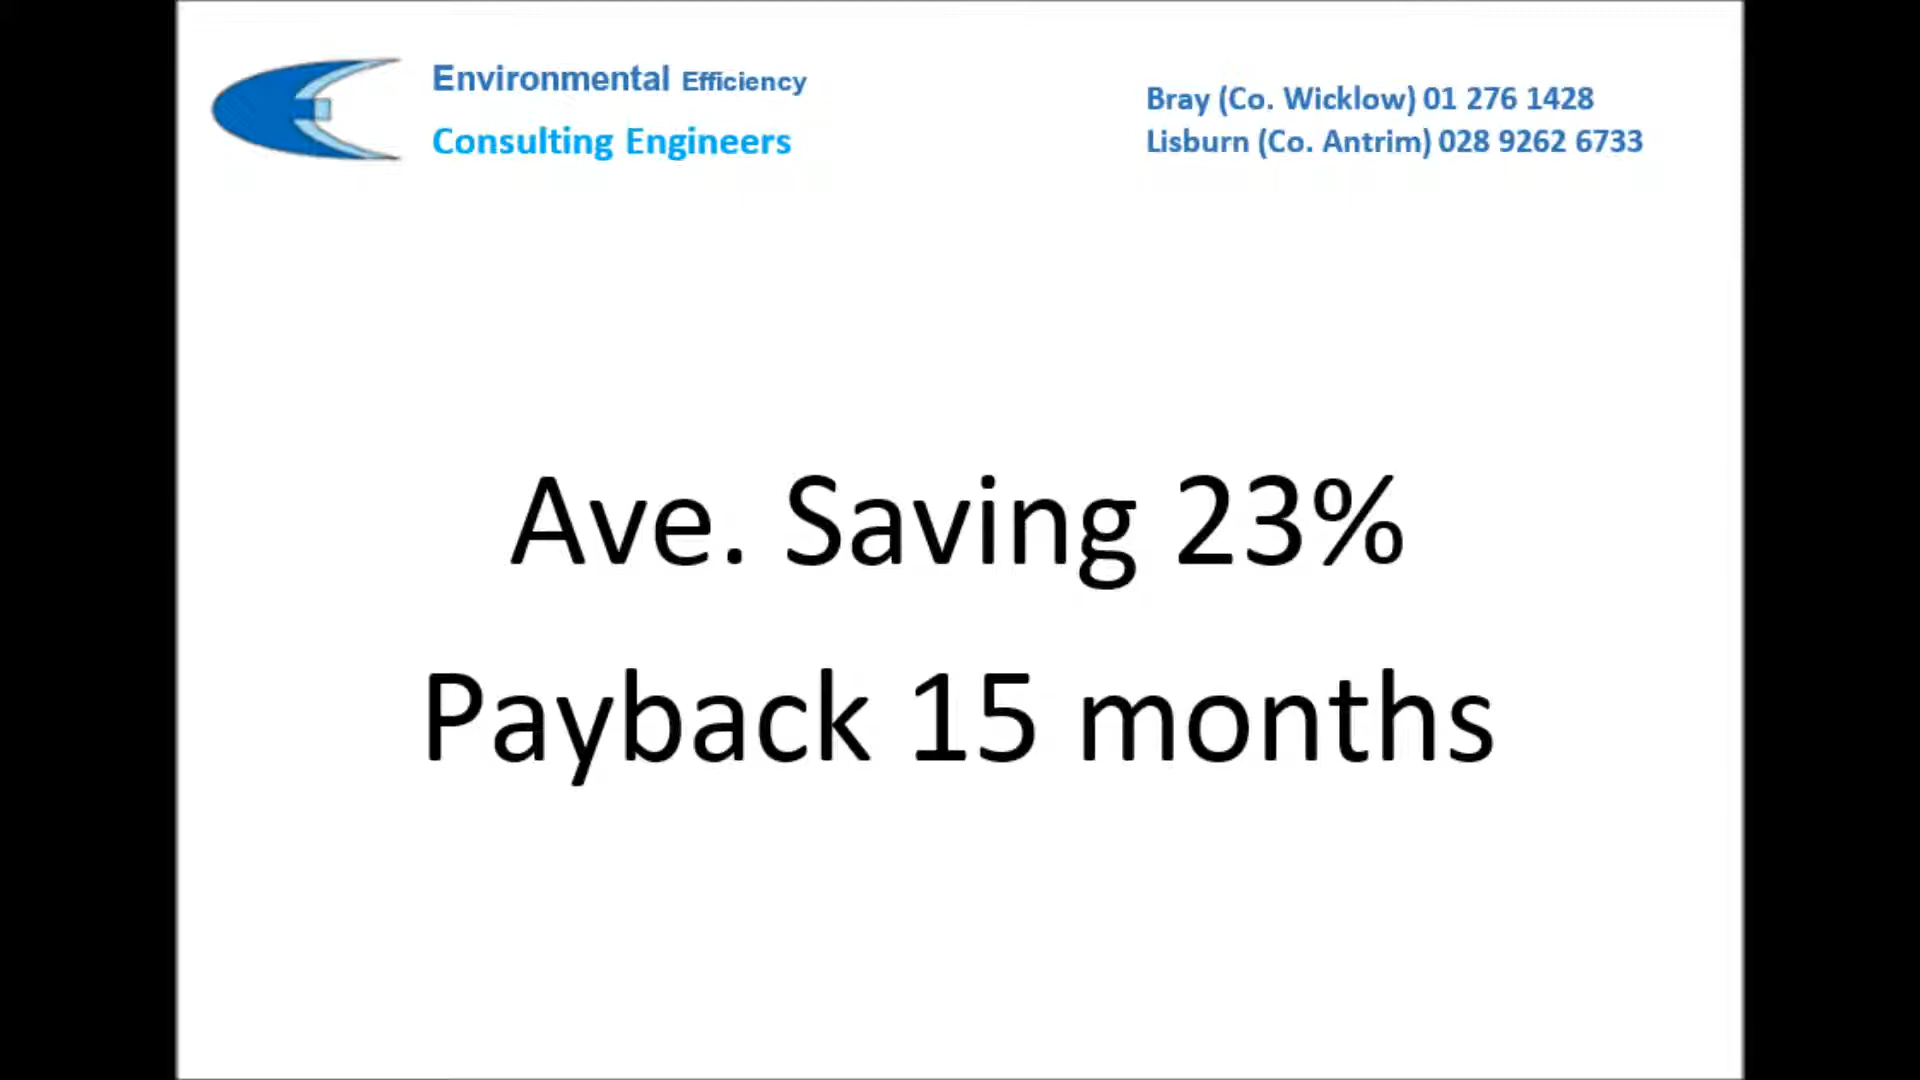 Environmental Efficiency
Consulting Engineers
Bray (Co. Wicklow) 01 276 1428
Lisburn (Co. Antrim) 028 9262 6733
Ave. Saving 23%
Payback 15 months